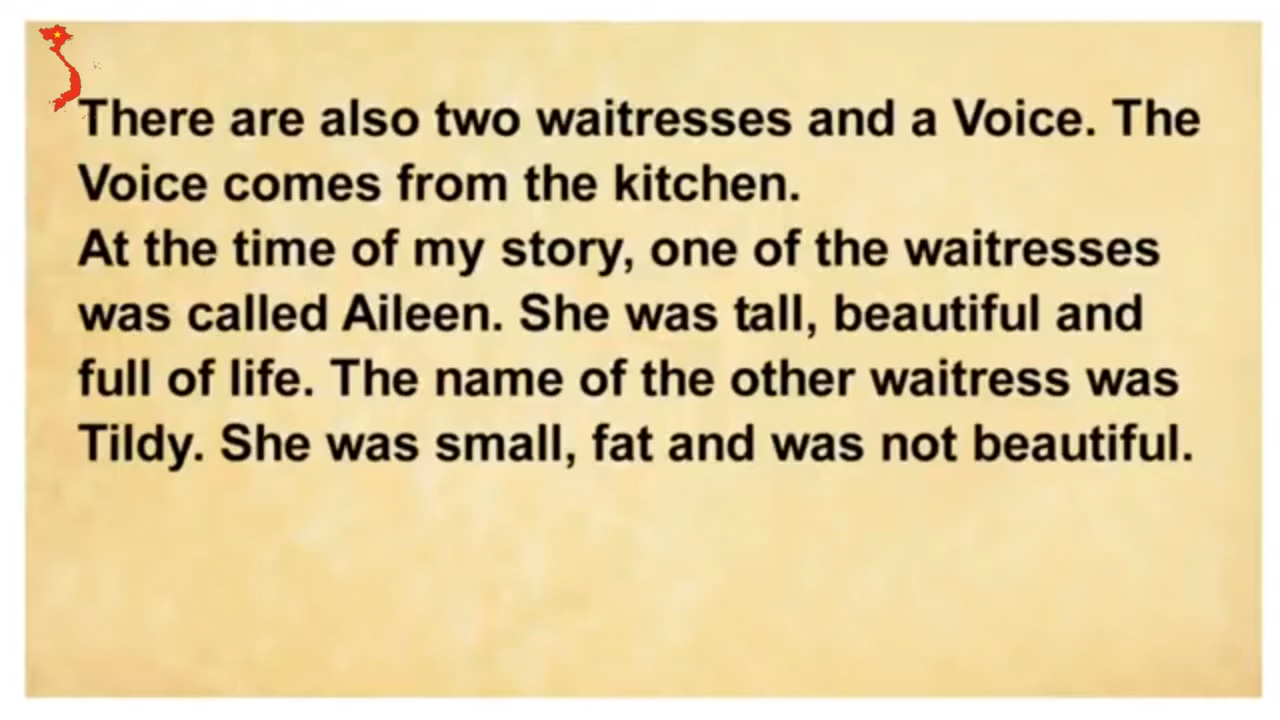 There are also two waitresses and a Voice. The
Voice comes from the kitchen.
At the time of my story, one of the waitresses
was called Aileen. She was tall, beautiful and
full of life. The name of the other waitress was
Tildy. She was small, fat and was not beautiful.